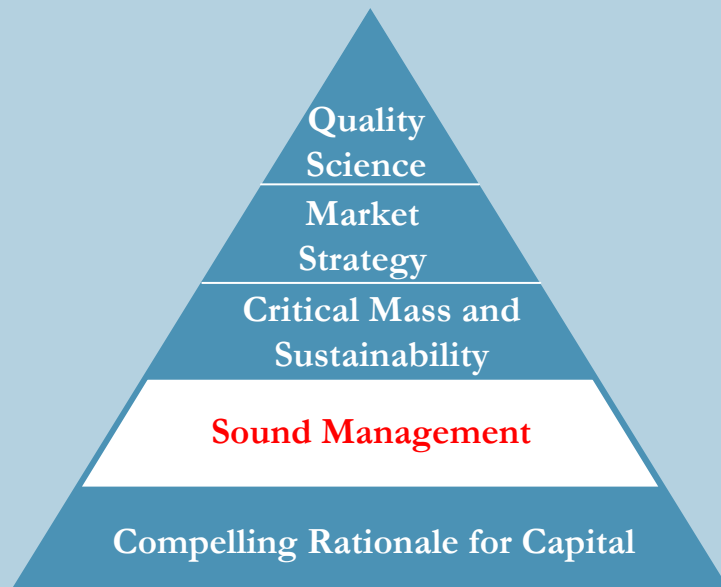 Quality
Science
Market
Strategy
Critical Mass and
Sustainability
Sound Management
Compelling Rationale for Capital